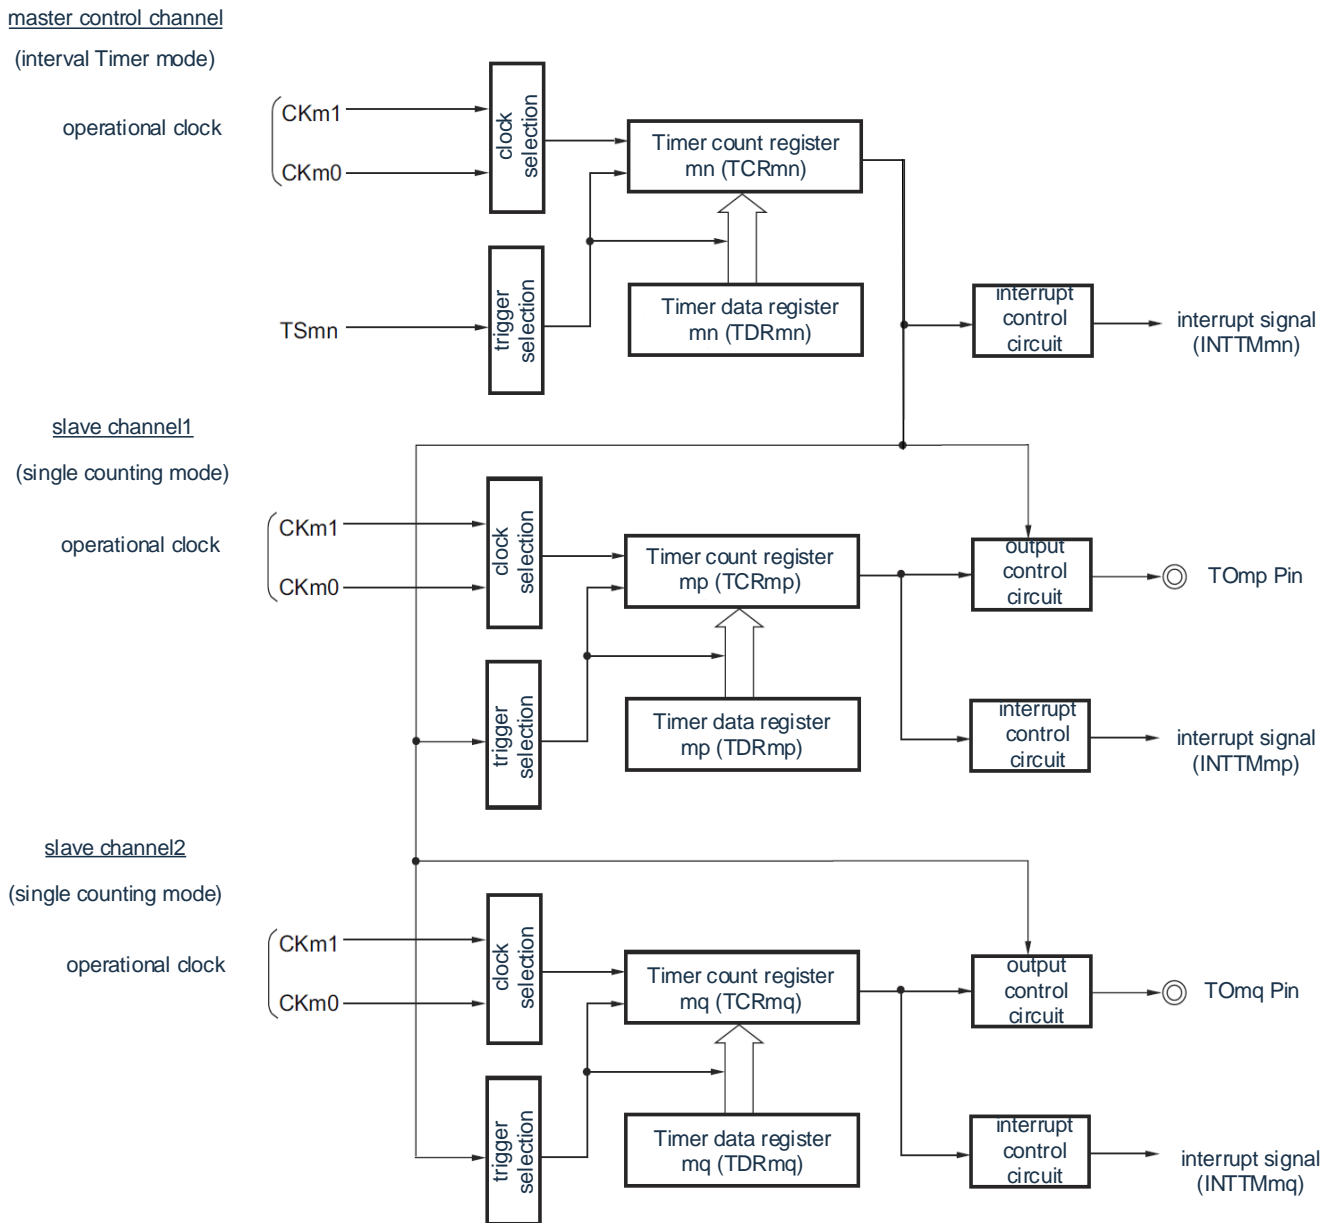 master control channel
(interval Timer mode)
operational clock
CKm1
CKm0
clock
selection
Timer count register
mn (TCRmn)
TSmn
trigger
selection
Timer data register
mn (TDRmn)
interrupt
control
circuit
interrupt signal
(INTTMmn)
slave channel1
(single counting mode)
operational clock
CKm1
CKm0
clock
selection
Timer count register
mp (TCRmp)
output
control
circuit
TOmp Pin
trigger
selection
Timer data register
mp (TDRmp)
interrupt
control
circuit
interrupt signal
(INTTMmp)
slave channel2
(single counting mode)
operational clock
CKm1
CKm0
clock
selection
Timer count register
mq (TCRmq)
output
control
circuit
TOmq Pin
trigger
selection
Timer data register
mq (TDRmq)
interrupt
control
circuit
interrupt signal
(INTTMmq)